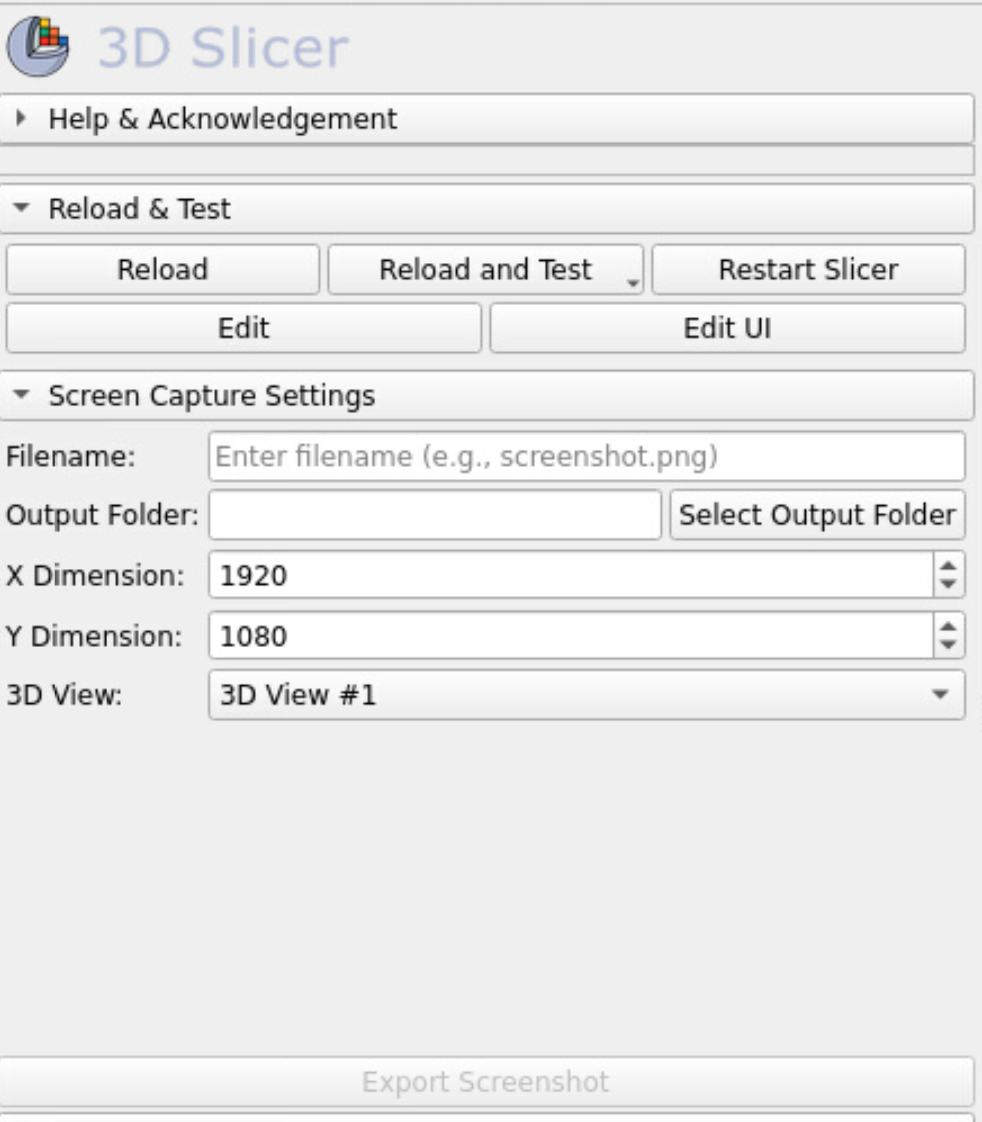 3D Slicer
Help & Acknowledgement
Reload & Test
Reload
Reload and Test
Restart Slicer
Edit
Edit UI
Screen Capture Settings
Filename: Enter filename (e.g., screenshot.png)
Output Folder: Select Output Folder
X Dimension: 1920
Y Dimension: 1080
3D View: 3D View #1
Export Screenshot